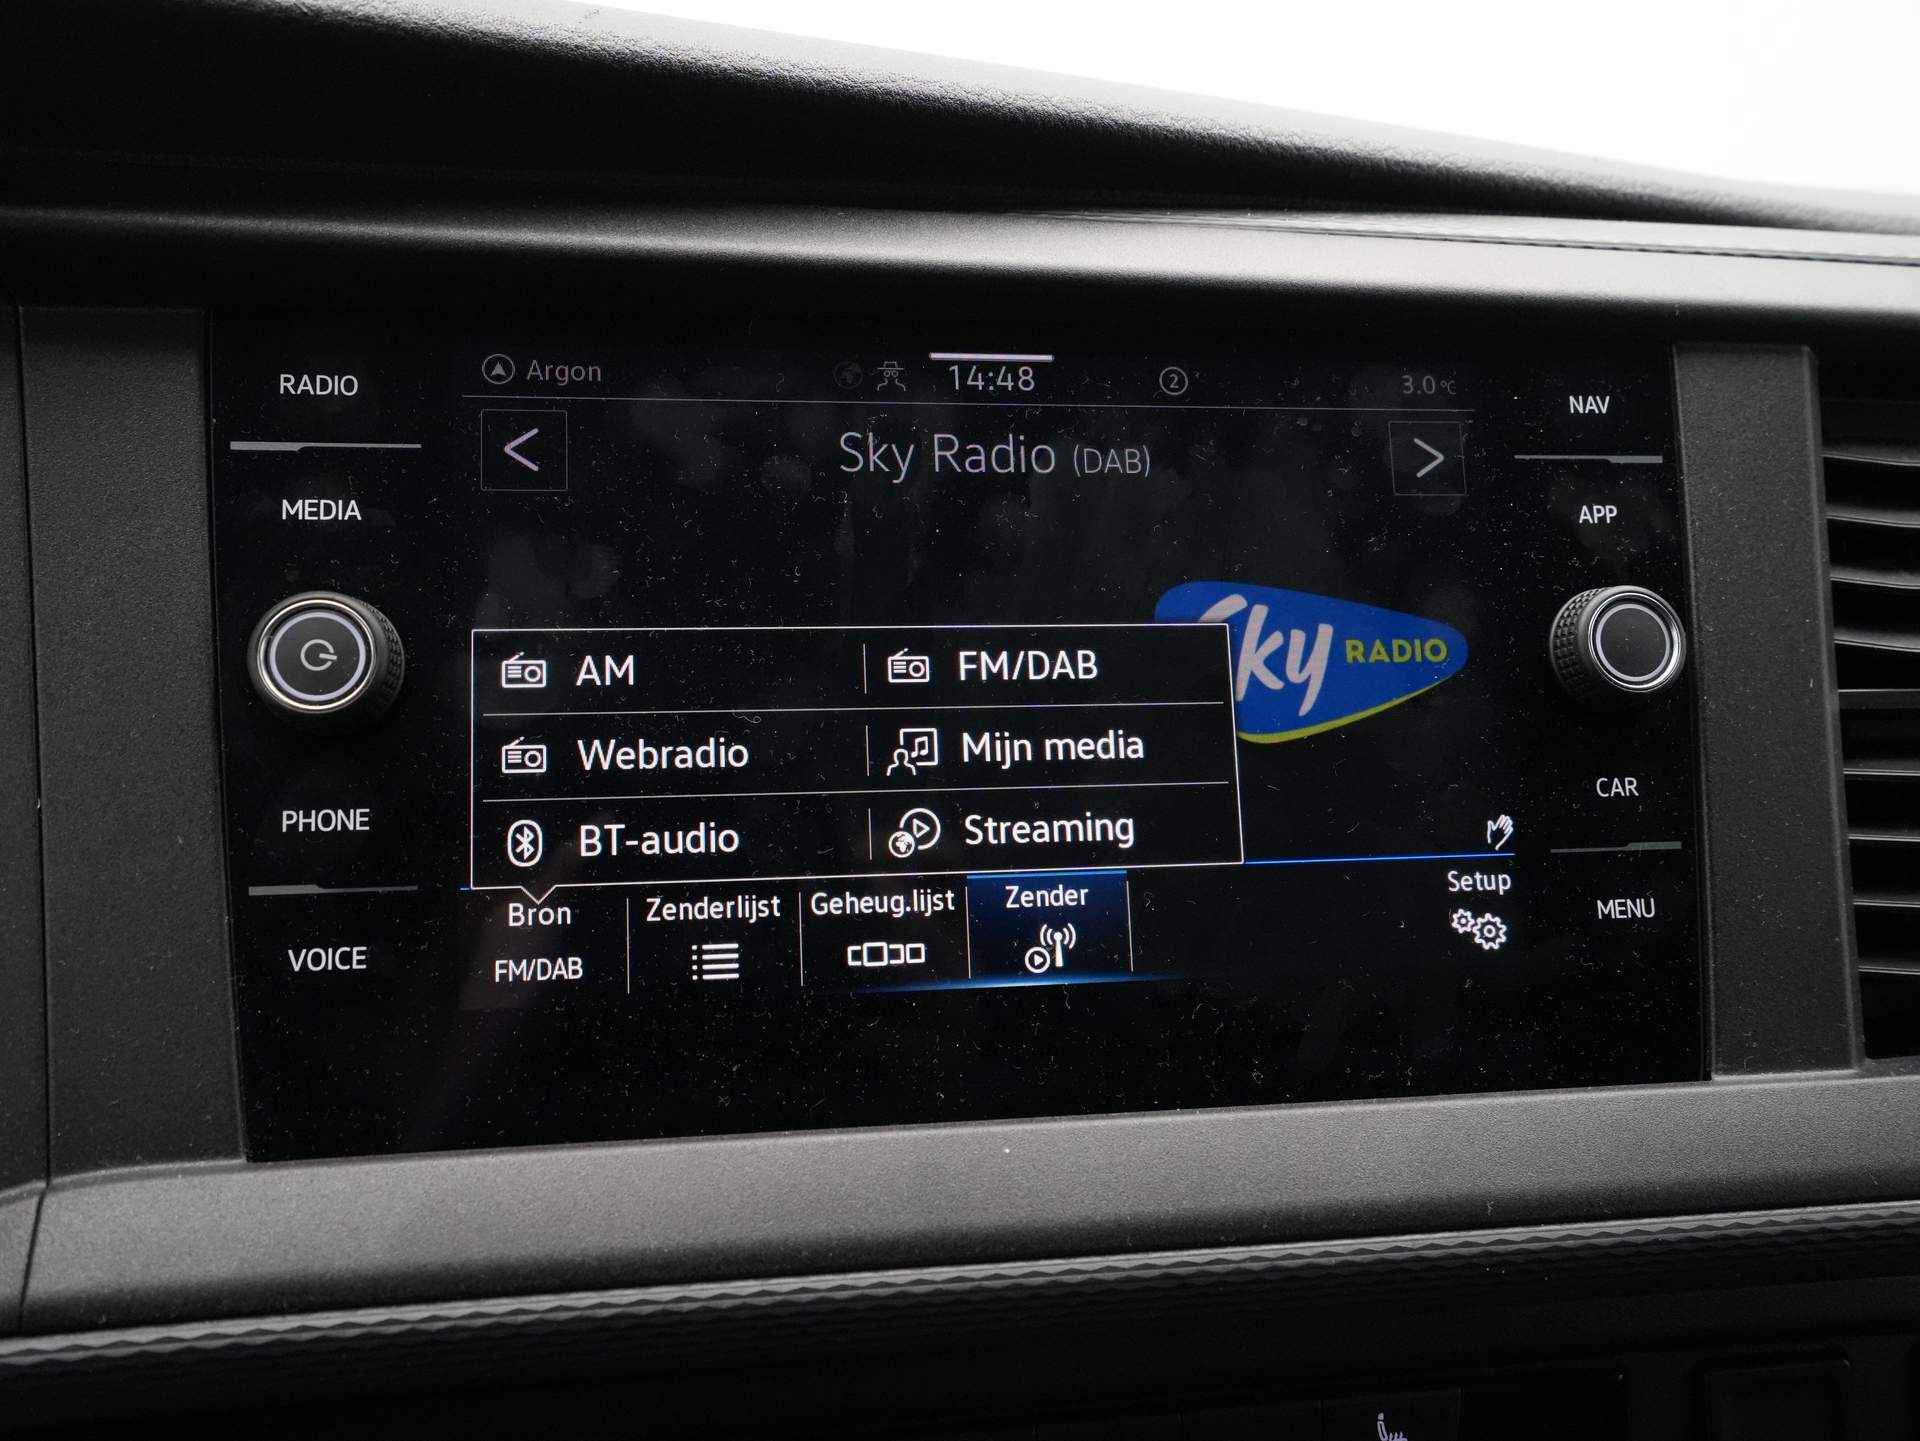 RADIO
MEDIA
PHONE
VOICE
Argon
14:48
2
3.0 °C
Sky Radio (DAB)
Sky RADIO
AM
FM/DAB
Webradio
Mijn media
BT-audio
Streaming
Bron
FM/DAB
Zenderlijst
Geheug.lijst
Zender
Setup
NAV
APP
CAR
MENU